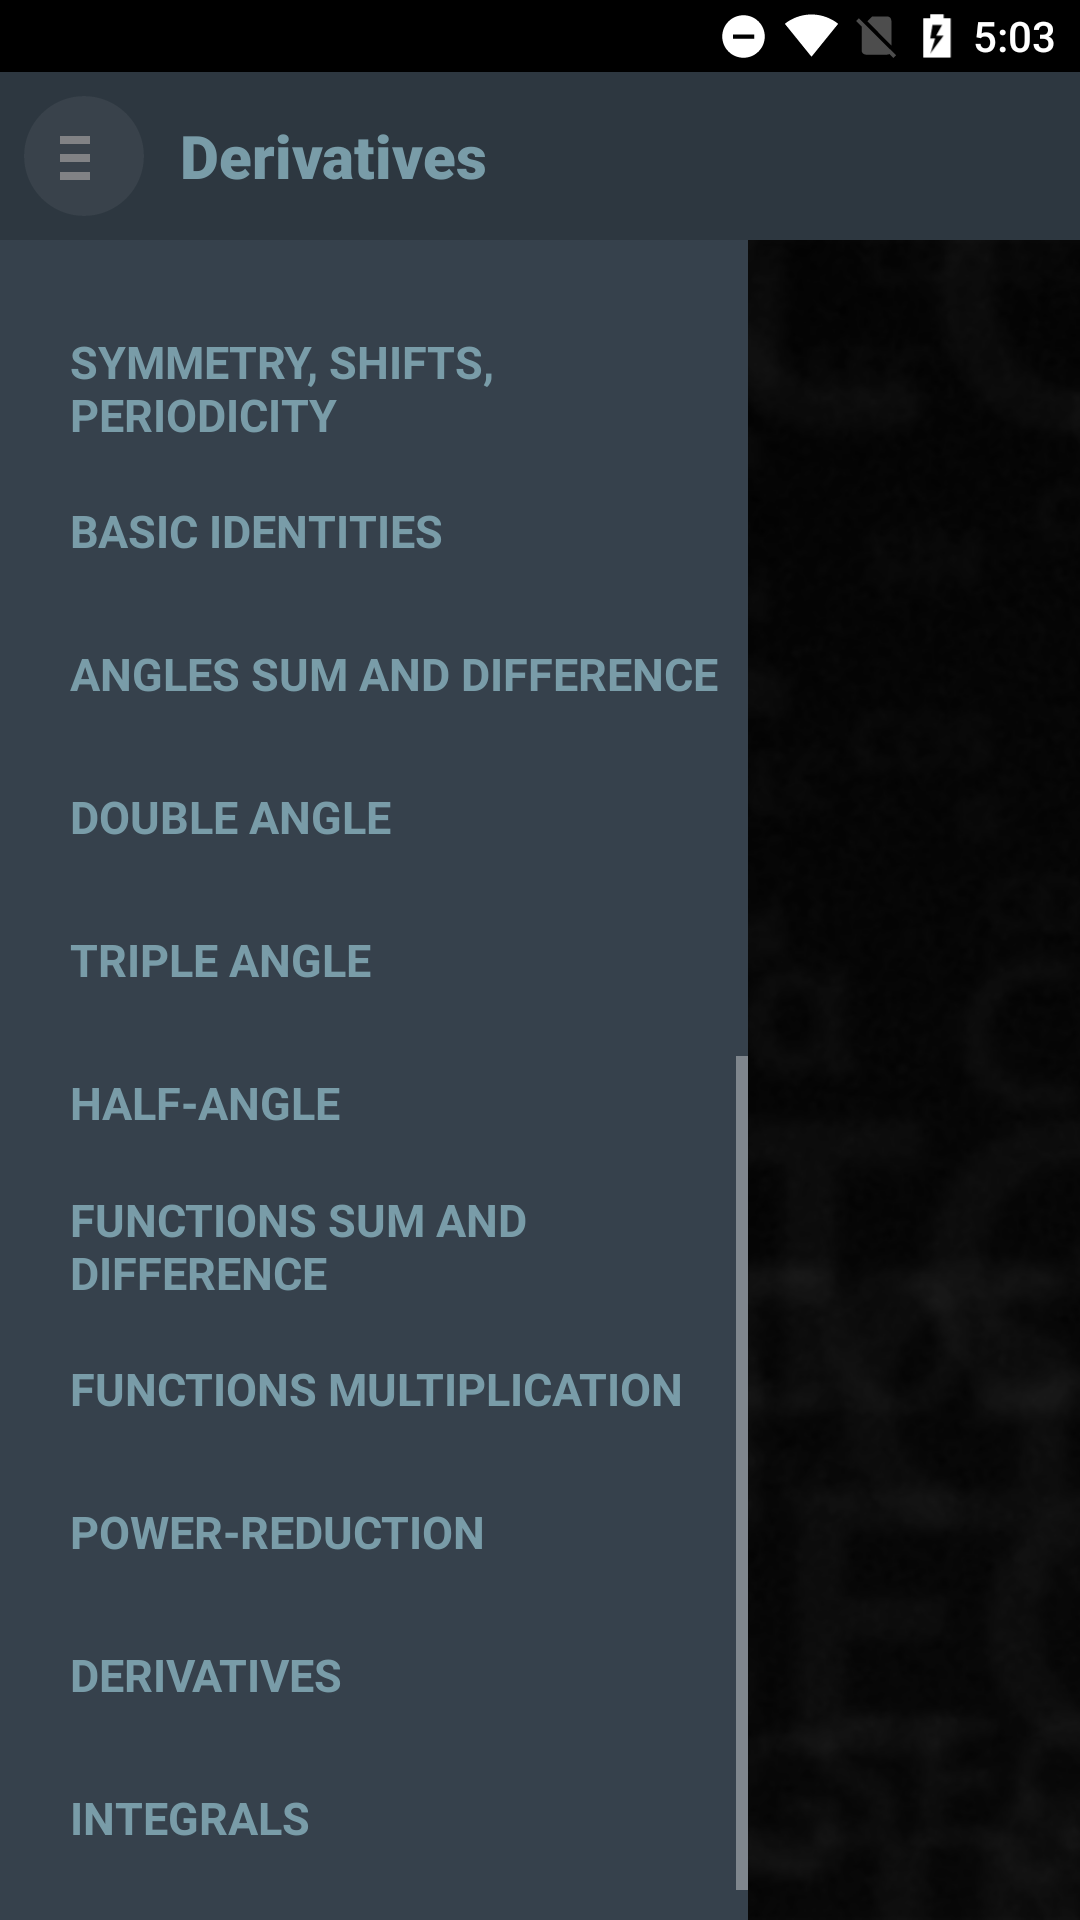 5:03
Derivatives
SYMMETRY, SHIFTS,
PERIODICITY
BASIC IDENTITIES
ANGLES SUM AND DIFFERENCE
DOUBLE ANGLE
TRIPLE ANGLE
HALF-ANGLE
FUNCTIONS SUM AND
DIFFERENCE
FUNCTIONS MULTIPLICATION
POWER-REDUCTION
DERIVATIVES
INTEGRALS